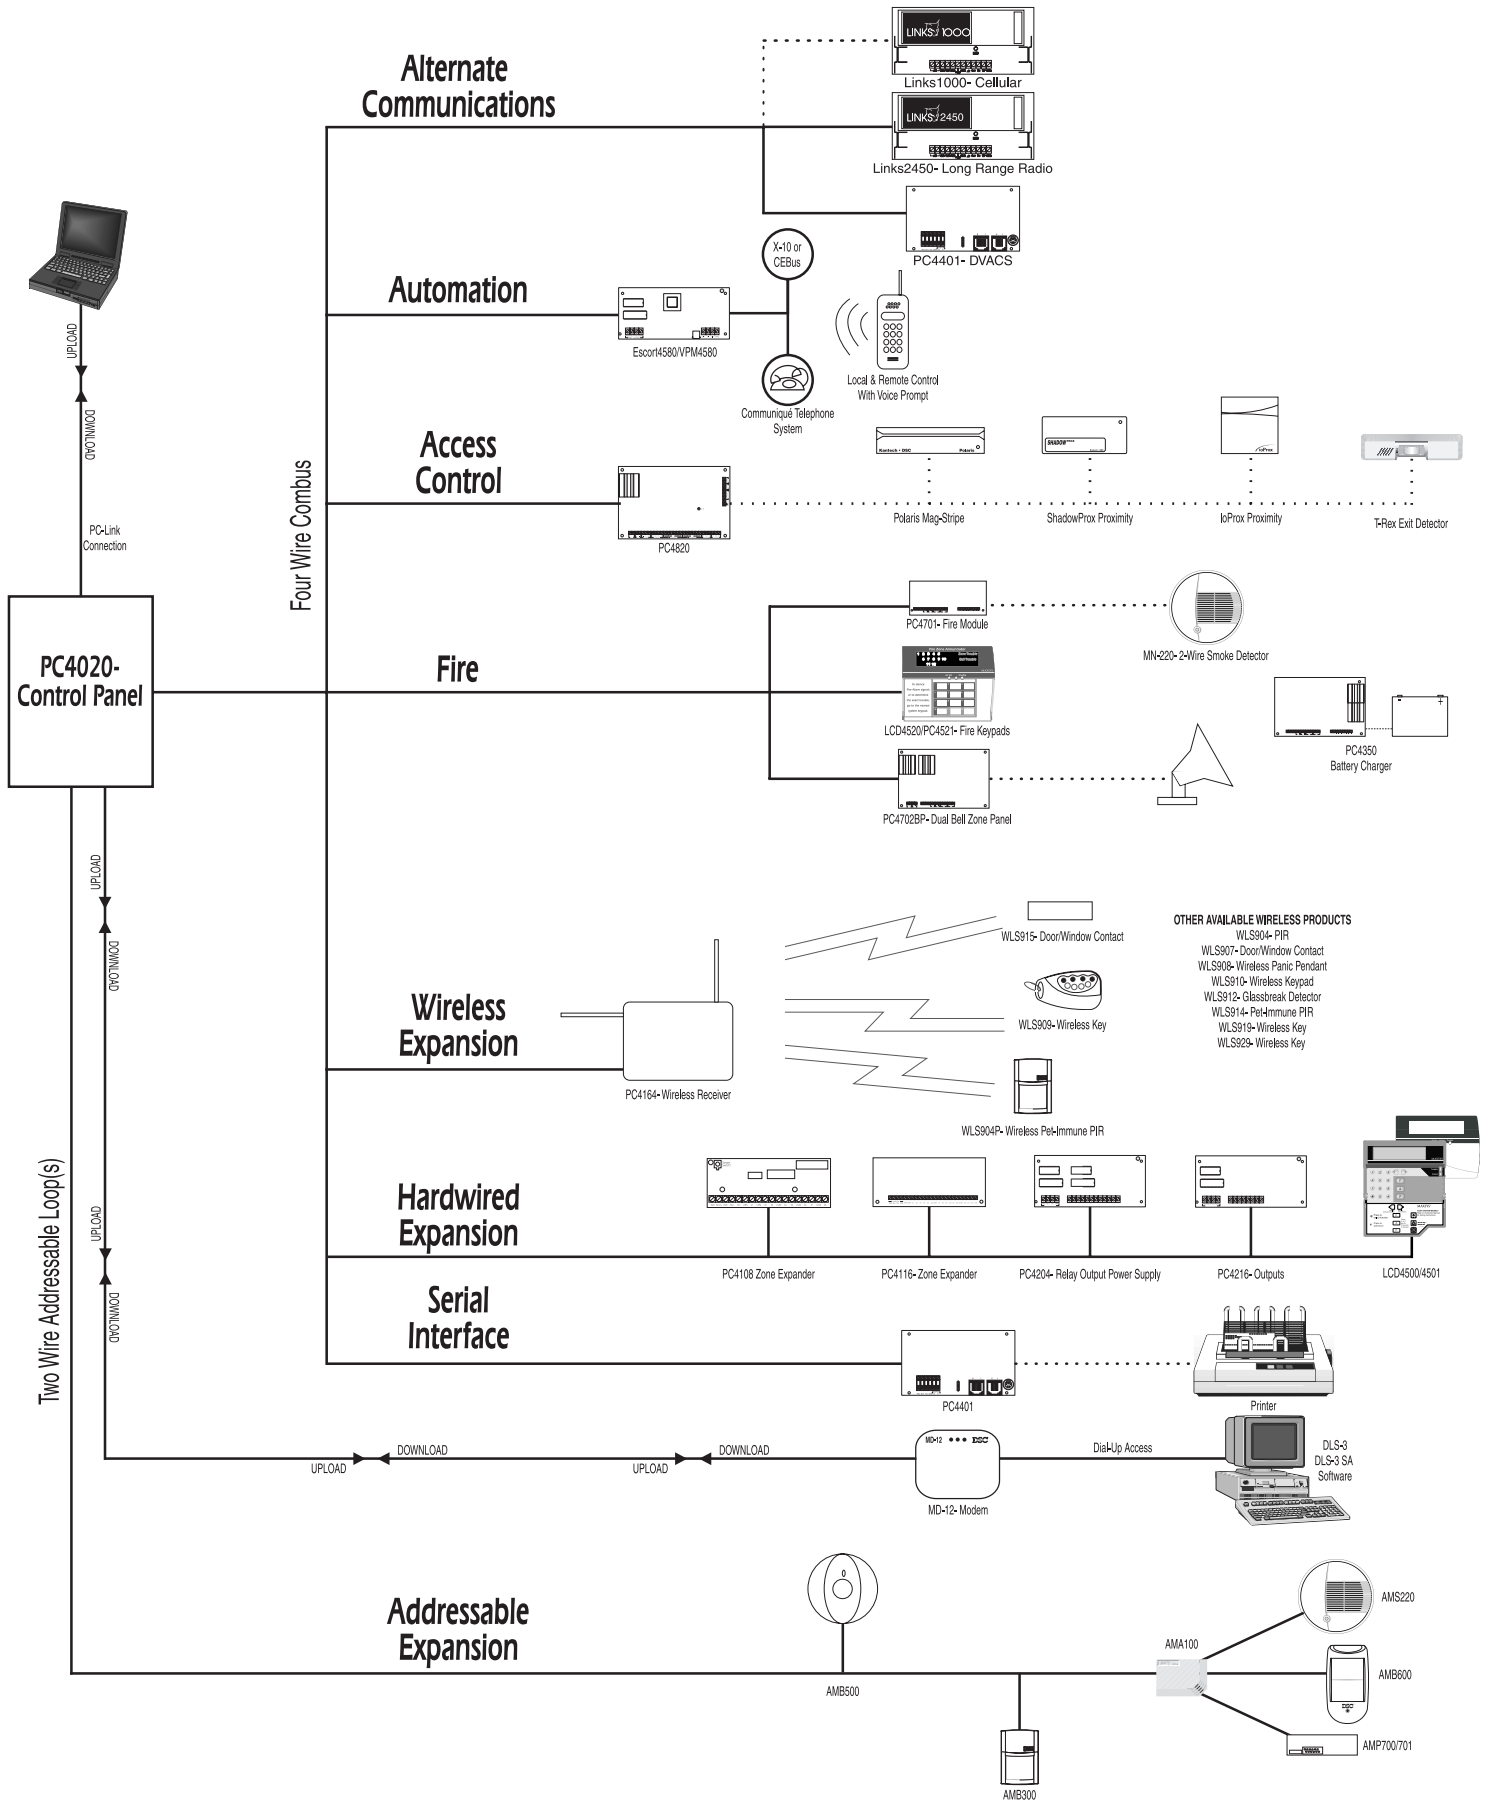 LINKS 1000
Links1000- Cellular
Alternate
Communications
LINKS 2450
Links2450- Long Range Radio
PC4401- DVACS
X-10 or
CEBus
Automation
Escort4580/VPM4580
Local & Remote Control
With Voice Prompt
Communiqué Telephone
System
UPLOAD
DOWNLOAD
PC-Link
Connection
Four Wire Combus
Access
Control
PC4820
Kantech + DSC
Polaris
SHADOW
ioProx
Polaris Mag-Stripe
ShadowProx Proximity
IoProx Proximity
T-Rex Exit Detector
PC4020-
Control Panel
Fire
PC4701- Fire Module
MN-220- 2-Wire Smoke Detector
LCD4520/PC4521- Fire Keypads
PC4350
Battery Charger
PC4702BP- Dual Bell Zone Panel
UPLOAD
DOWNLOAD
Wireless
Expansion
PC4164- Wireless Receiver
WLS915- Door/Window Contact
WLS909- Wireless Key
WLS904P- Wireless Pet-Immune PIR
OTHER AVAILABLE WIRELESS PRODUCTS
WLS904- PIR
WLS907- Door/Window Contact
WLS908- Wireless Panic Pendant
WLS910- Wireless Keypad
WLS912- Glassbreak Detector
WLS914- Pet-Immune PIR
WLS919- Wireless Key
WLS929- Wireless Key
Two Wire Addressable Loop(s)
UPLOAD
DOWNLOAD
Hardwired
Expansion
PC4108 Zone Expander
PC4116- Zone Expander
PC4204- Relay Output Power Supply
PC4216- Outputs
LCD4500/4501
Serial
Interface
PC4401
Printer
UPLOAD
DOWNLOAD
UPLOAD
DOWNLOAD
MD-12
DSC
MD-12- Modem
Dial-Up Access
DLS-3
DLS-3 SA
Software
Addressable
Expansion
AMB500
AMB300
AMA100
AMS220
DSC
AMB600
AMP700/701